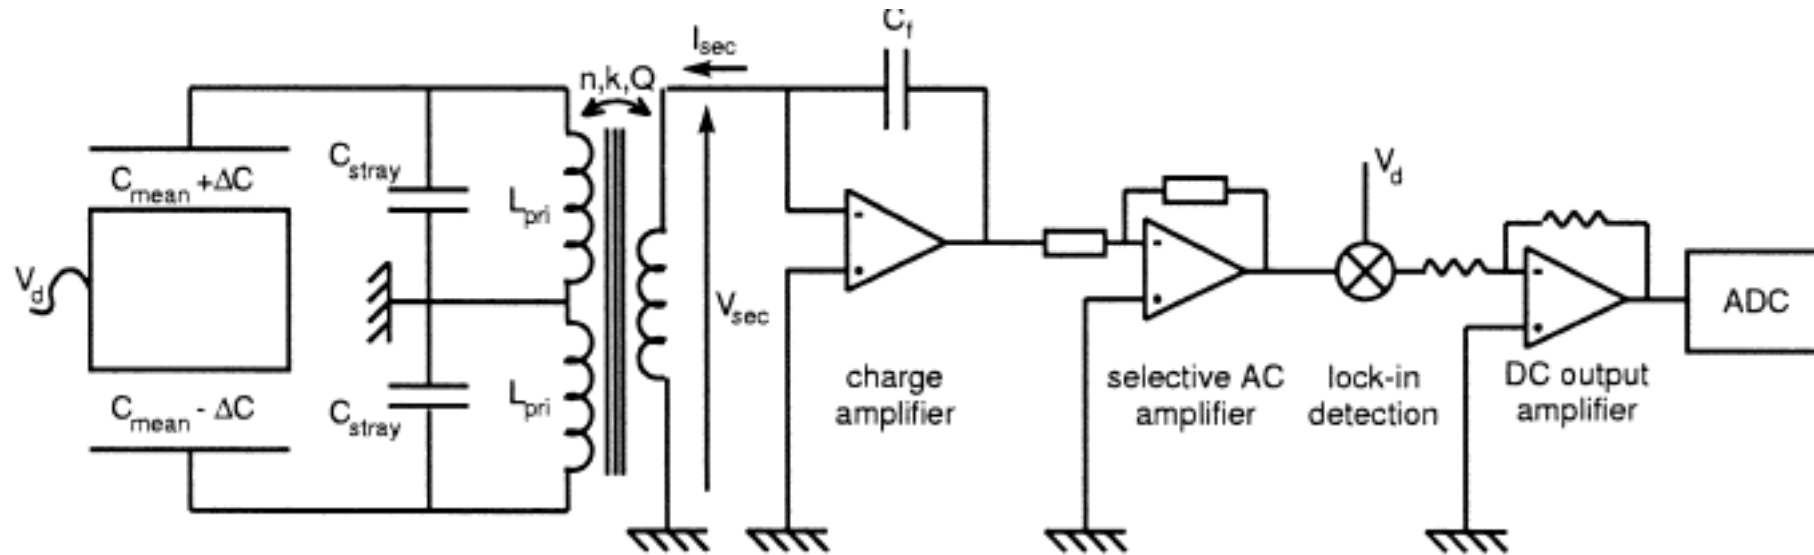 C_f
I_sec
n,k,Q
C_stray
C_mean +ΔC
L_pri
V_d
V_d
V_sec
ADC
L_pri
C_mean - ΔC
C_stray
charge
amplifier
selective AC
amplifier
lock-in
detection
DC output
amplifier